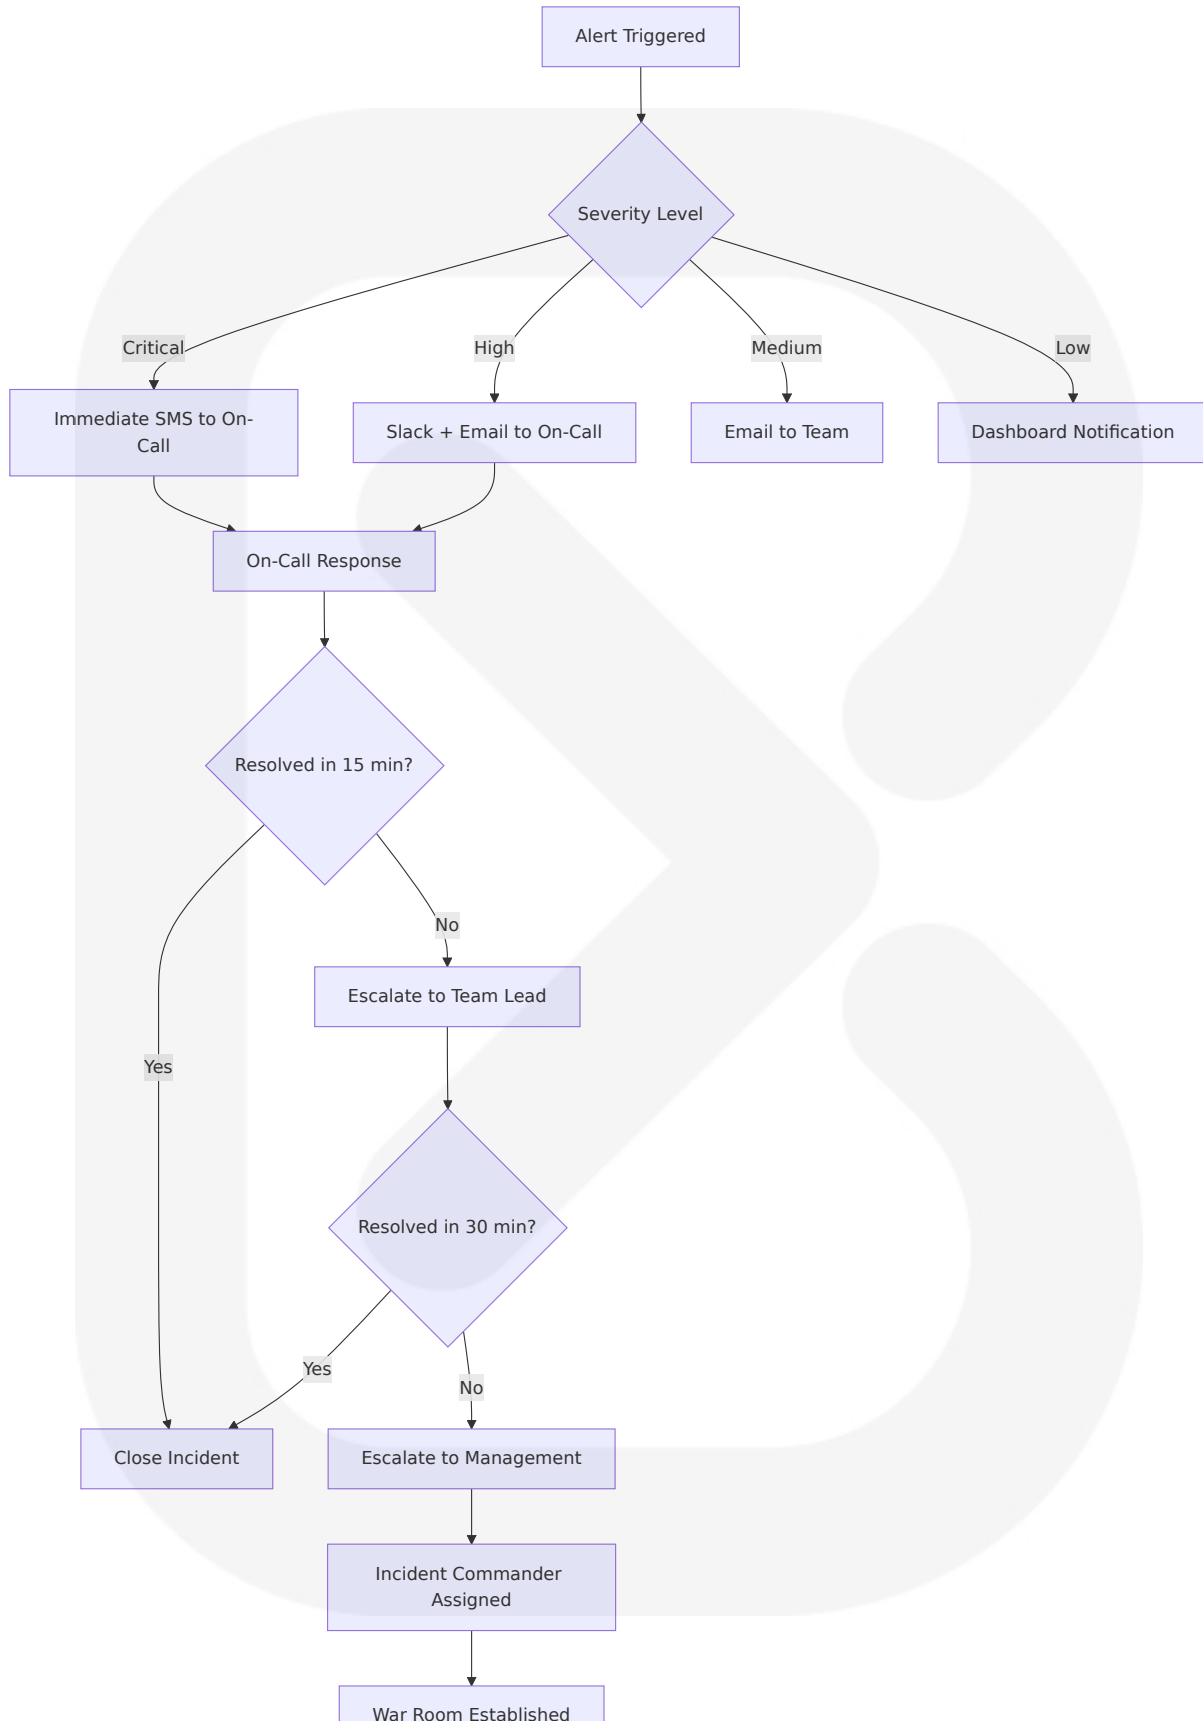 Alert Triggered
Severity Level
Critical
High
Medium
Low
Immediate SMS to On-
Call
Slack + Email to On-Call
Email to Team
Dashboard Notification
On-Call Response
Resolved in 15 min?
No
Escalate to Team Lead
Yes
Resolved in 30 min?
Yes
No
Close Incident
Escalate to Management
Incident Commander
Assigned
War Room Established